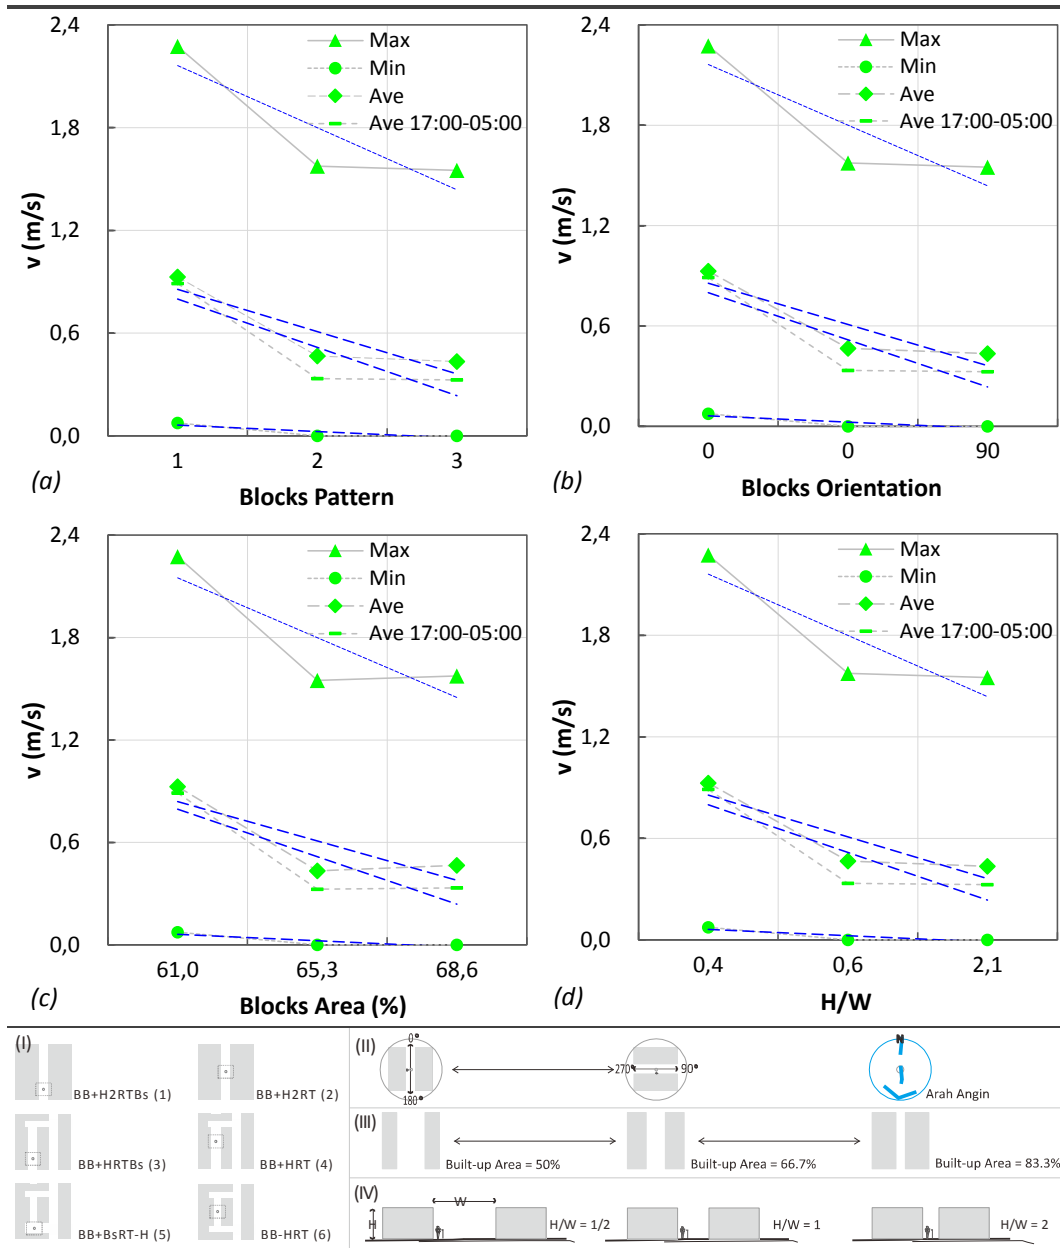 2,4
1,8
1,2
0,6
0,0
v (m/s)
Max
Min
Ave
Ave 17:00-05:00
1 2 3
(a) Blocks Pattern
2,4
1,8
1,2
0,6
0,0
v (m/s)
Max
Min
Ave
Ave 17:00-05:00
0 0 90
(b) Blocks Orientation
2,4
1,8
1,2
0,6
0,0
v (m/s)
Max
Min
Ave
Ave 17:00-05:00
61,0 65,3 68,6
(c) Blocks Area (%)
2,4
1,8
1,2
0,6
0,0
v (m/s)
Max
Min
Ave
Ave 17:00-05:00
0,4 0,6 2,1
(d) H/W
(I)
BB+H2RTBs (1) BB+H2RT (2)
BB+HRTBs (3) BB+HRT (4)
BB+BsRT-H (5) BB-HRT (6)
(II)
0° N
270° 90°
180° Arah Angin
(III)
Built-up Area = 50% Built-up Area = 66.7% Built-up Area = 83.3%
(IV)
W
H H/W = 1/2 H/W = 1 H/W = 2